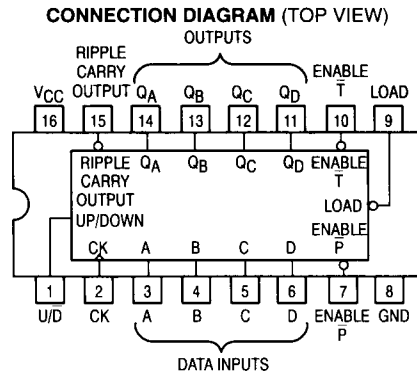 CONNECTION DIAGRAM (TOP VIEW)
OUTPUTS
RIPPLE
CARRY
OUTPUT
ENABLE
VCC
QA QB QC QD
T̅
LOAD
16 15 14 13 12 11 10 9
RIPPLE
CARRY
OUTPUT
QA QB QC QD
ENABLE
T̅
UP/DOWN
LOAD
ENABLE
P̅
CK A B C D
1 2 3 4 5 6 7 8
U/D̅ CK A B C D ENABLE GND
P̅
DATA INPUTS